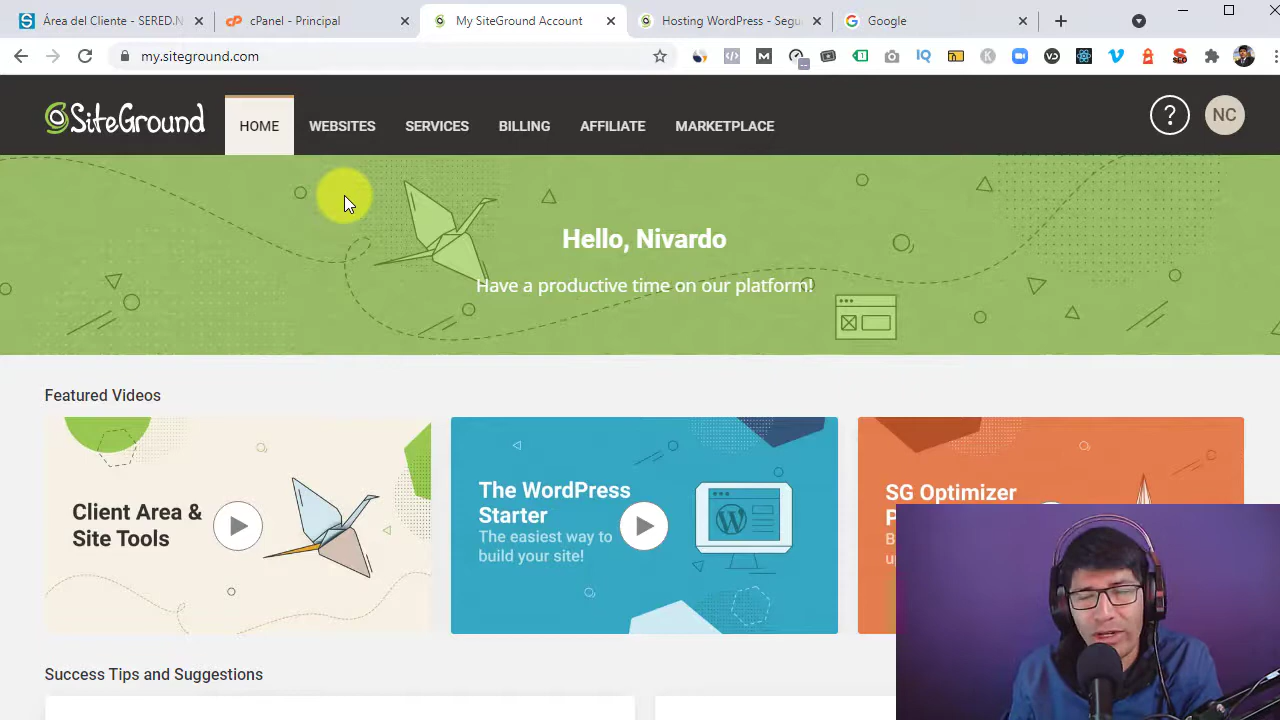 Área del Cliente - SERED.N
cPanel - Principal
My SiteGround Account
Hosting WordPress - Segu
Google
my.siteground.com
SiteGround
HOME
WEBSITES
SERVICES
BILLING
AFFILIATE
MARKETPLACE
?
NC
Hello, Nivardo
Have a productive time on our platform!
Featured Videos
Client Area &
Site Tools
The WordPress
Starter
The easiest way to
build your site!
SG Optimizer
Success Tips and Suggestions